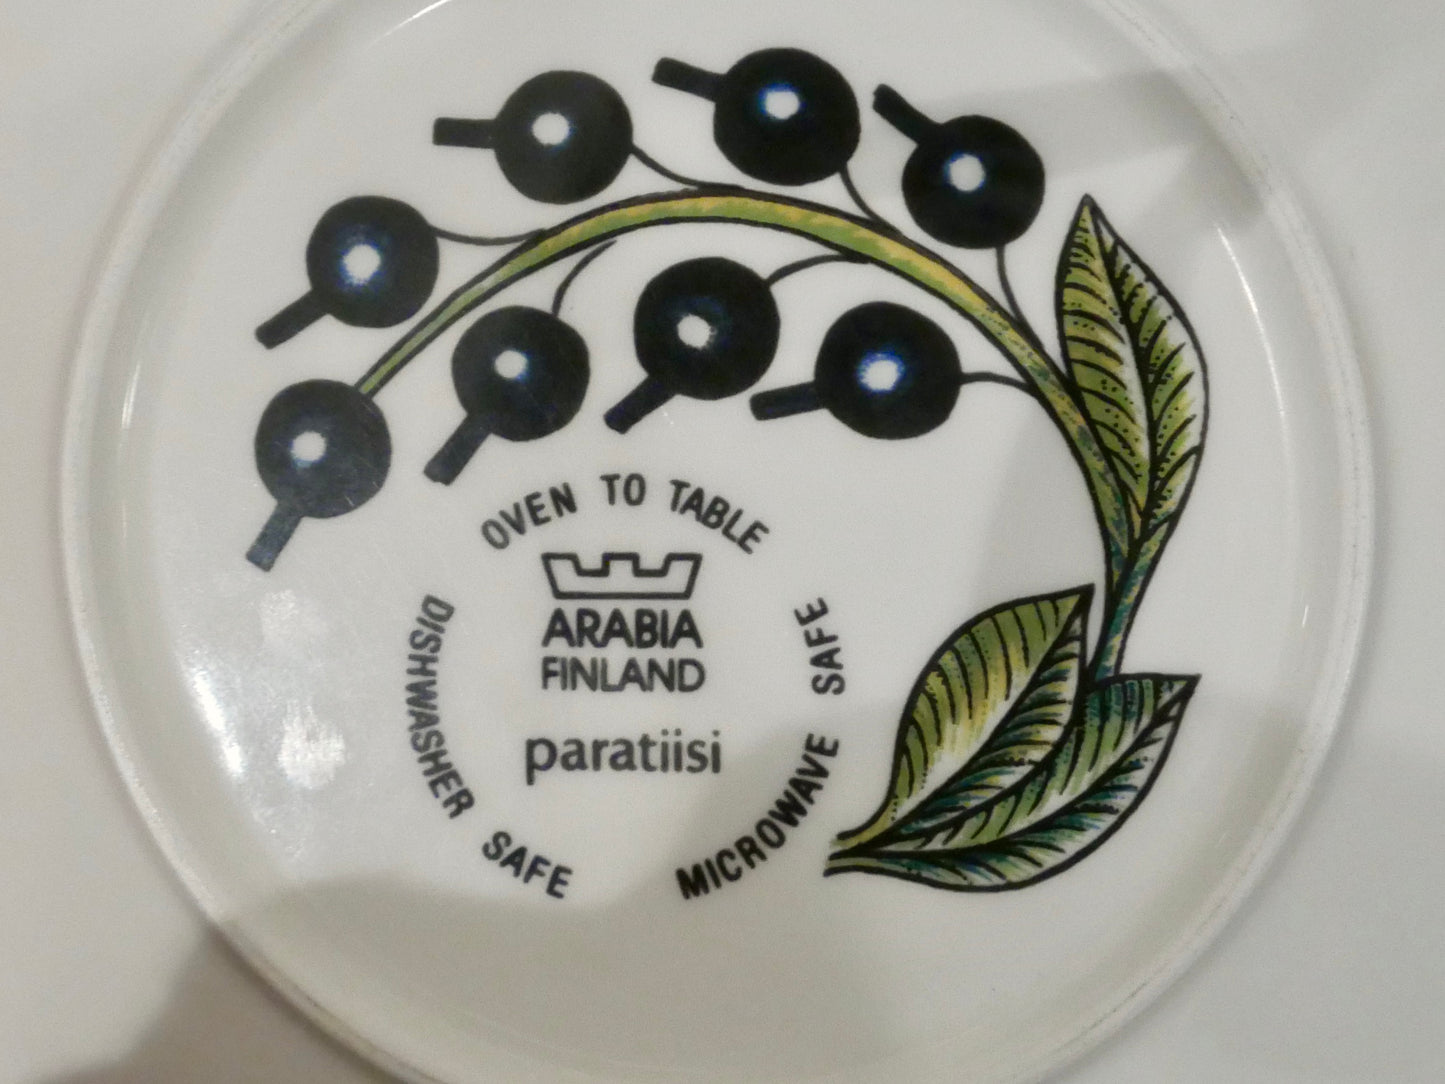 OVEN TO TABLE
ARABIA
FINLAND
paratiisi
DISHWASHER SAFE
MICROWAVE SAFE